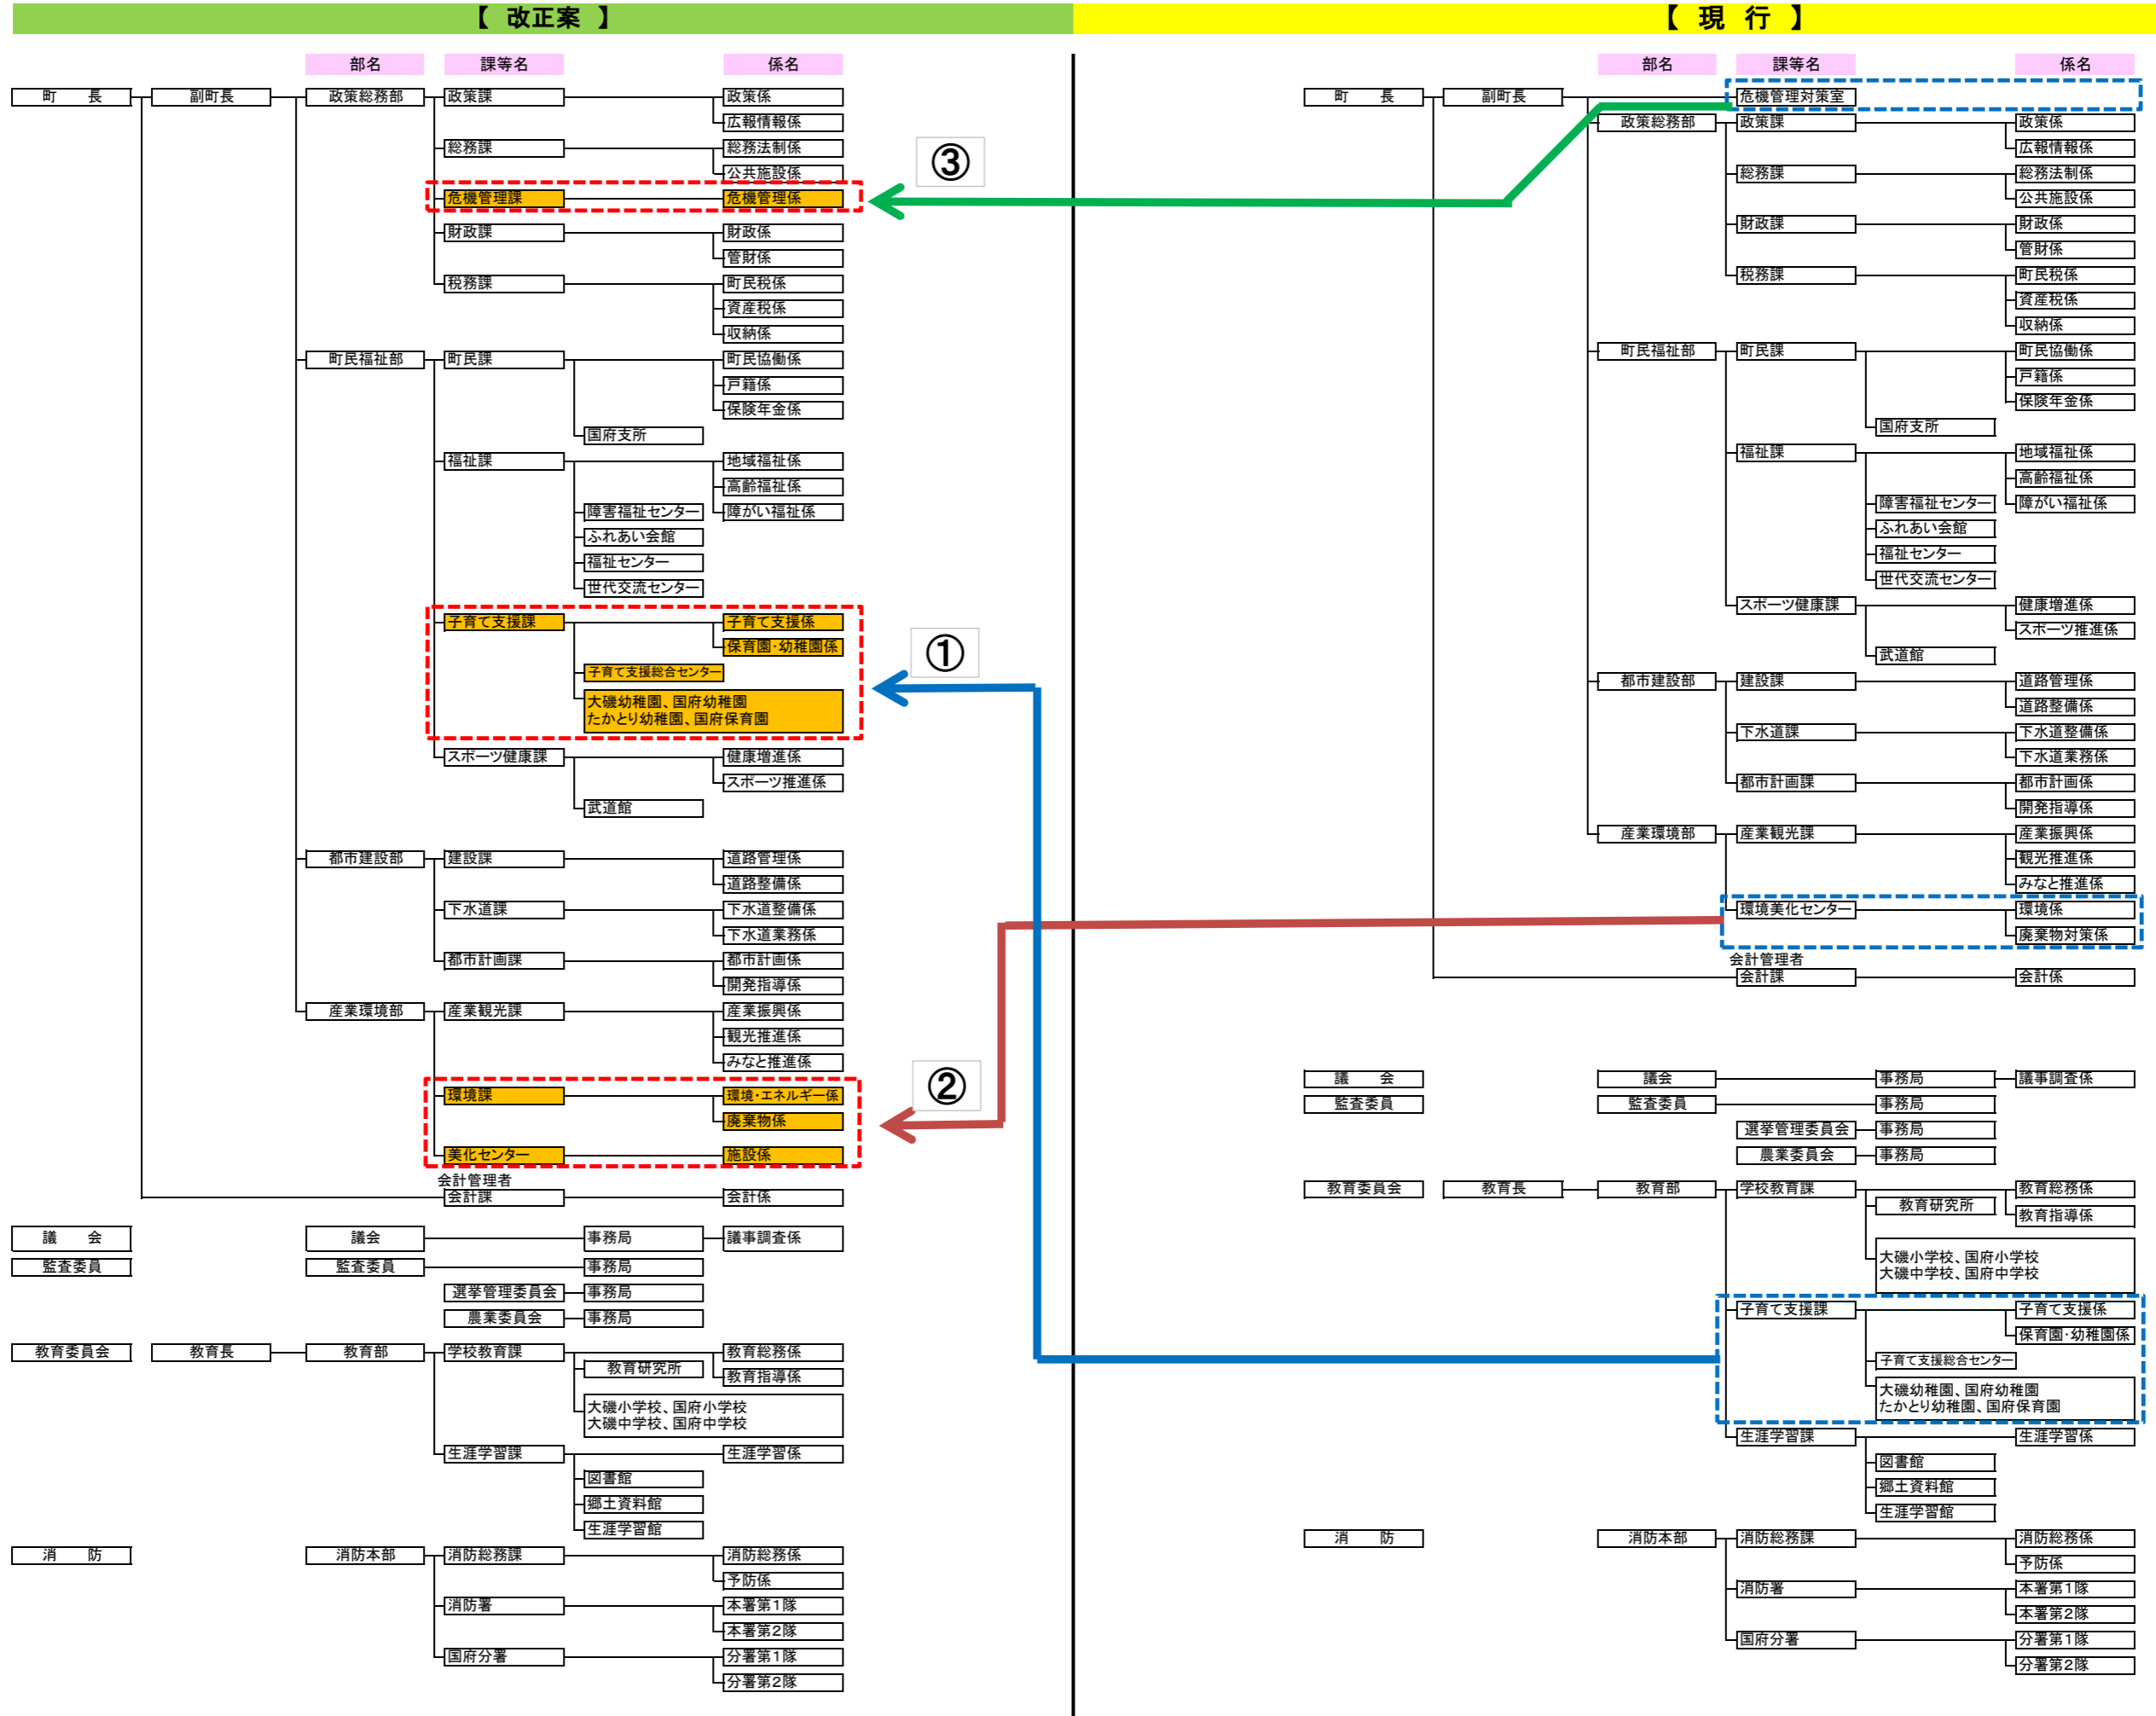 【 改正案 】
部名 課等名 係名
町 長 副町長 政策総務部 政策課 政策係
広報情報係
総務課 総務法制係
公共施設係
③
危機管理課 危機管理係
財政課 財政係
管財係
税務課 町民税係
資産税係
収納係
町民福祉部 町民課 町民協働係
戸籍係
保険年金係
国府支所
福祉課 地域福祉係
高齢福祉係
障害福祉センター 障がい福祉係
ふれあい会館
福祉センター
世代交流センター
子育て支援課 子育て支援係
保育園・幼稚園係
①
子育て支援総合センター
大磯幼稚園、国府幼稚園
たかとり幼稚園、国府保育園
スポーツ健康課 健康増進係
スポーツ推進係
武道館
都市建設部 建設課 道路管理係
道路整備係
下水道課 下水道整備係
下水道業務係
都市計画課 都市計画係
開発指導係
産業環境部 産業観光課 産業振興係
観光推進係
みなと推進係
②
環境課 環境・エネルギー係
廃棄物係
美化センター 施設係
会計管理者
会計課 会計係
議 会 議会 事務局 議事調査係
監査委員 監査委員 事務局
選挙管理委員会 事務局
農業委員会 事務局
教育委員会 教育長 教育部 学校教育課 教育総務係
教育研究所
教育指導係
大磯小学校、国府小学校
大磯中学校、国府中学校
生涯学習課 生涯学習係
図書館
郷土資料館
生涯学習館
消 防 消防本部 消防総務課 消防総務係
予防係
消防署 本署第1隊
本署第2隊
国府分署 分署第1隊
分署第2隊
【 現 行 】
部名 課等名 係名
町 長 副町長 危機管理対策室
政策総務部 政策課 政策係
広報情報係
総務課 総務法制係
公共施設係
財政課 財政係
管財係
税務課 町民税係
資産税係
収納係
町民福祉部 町民課 町民協働係
戸籍係
保険年金係
国府支所
福祉課 地域福祉係
高齢福祉係
障害福祉センター 障がい福祉係
ふれあい会館
福祉センター
世代交流センター
スポーツ健康課 健康増進係
スポーツ推進係
武道館
都市建設部 建設課 道路管理係
道路整備係
下水道課 下水道整備係
下水道業務係
都市計画課 都市計画係
開発指導係
産業環境部 産業観光課 産業振興係
観光推進係
みなと推進係
環境美化センター 環境係
廃棄物対策係
会計管理者
会計課 会計係
議 会 議会 事務局 議事調査係
監査委員 監査委員 事務局
選挙管理委員会 事務局
農業委員会 事務局
教育委員会 教育長 教育部 学校教育課 教育総務係
教育研究所
教育指導係
大磯小学校、国府小学校
大磯中学校、国府中学校
子育て支援課 子育て支援係
保育園・幼稚園係
子育て支援総合センター
大磯幼稚園、国府幼稚園
たかとり幼稚園、国府保育園
生涯学習課 生涯学習係
図書館
郷土資料館
生涯学習館
消 防 消防本部 消防総務課 消防総務係
予防係
消防署 本署第1隊
本署第2隊
国府分署 分署第1隊
分署第2隊